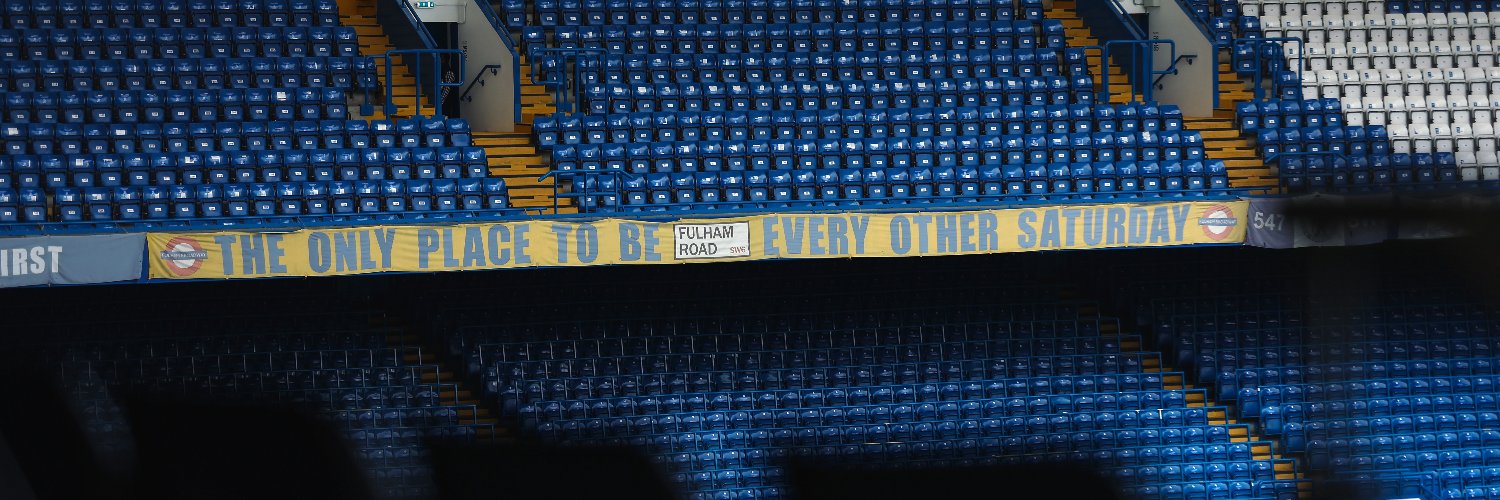 IRST
THE ONLY PLACE TO BE
FULHAM
ROAD SW6
EVERY OTHER SATURDAY
547